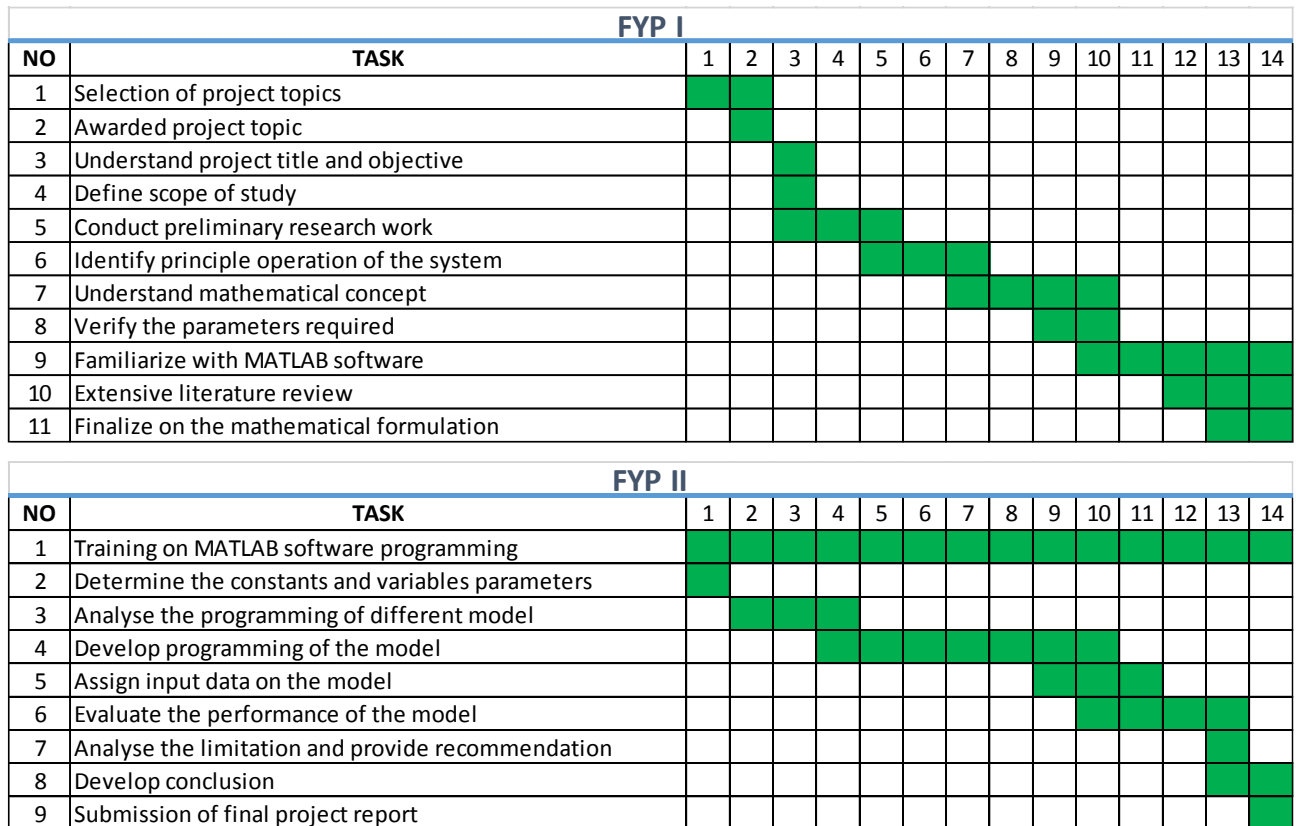 FYP I
NO TASK 1 2 3 4 5 6 7 8 9 10 11 12 13 14
1 Selection of project topics
2 Awarded project topic
3 Understand project title and objective
4 Define scope of study
5 Conduct preliminary research work
6 Identify principle operation of the system
7 Understand mathematical concept
8 Verify the parameters required
9 Familiarize with MATLAB software
10 Extensive literature review
11 Finalize on the mathematical formulation
FYP II
NO TASK 1 2 3 4 5 6 7 8 9 10 11 12 13 14
1 Training on MATLAB software programming
2 Determine the constants and variables parameters
3 Analyse the programming of different model
4 Develop programming of the model
5 Assign input data on the model
6 Evaluate the performance of the model
7 Analyse the limitation and provide recommendation
8 Develop conclusion
9 Submission of final project report